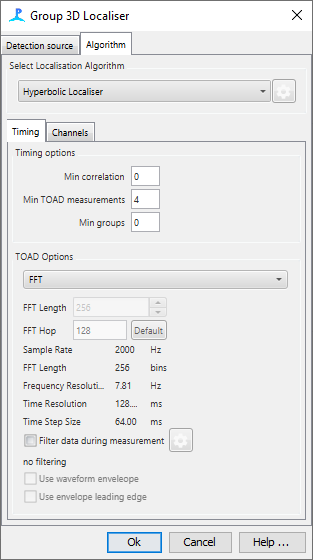 Group 3D Localiser
Detection source Algorithm
Select Localisation Algorithm
Hyperbolic Localiser
Timing Channels
Timing options
Min correlation 0
Min TOAD measurements 4
Min groups 0
TOAD Options
FFT
FFT Length 256
FFT Hop 128 Default
Sample Rate 2000 Hz
FFT Length 256 bins
Frequency Resoluti... 7.81 Hz
Time Resolution 128.... ms
Time Step Size 64.00 ms
Filter data during measurement
no filtering
Use waveform enveleope
Use envelope leading edge
Ok Cancel Help ...